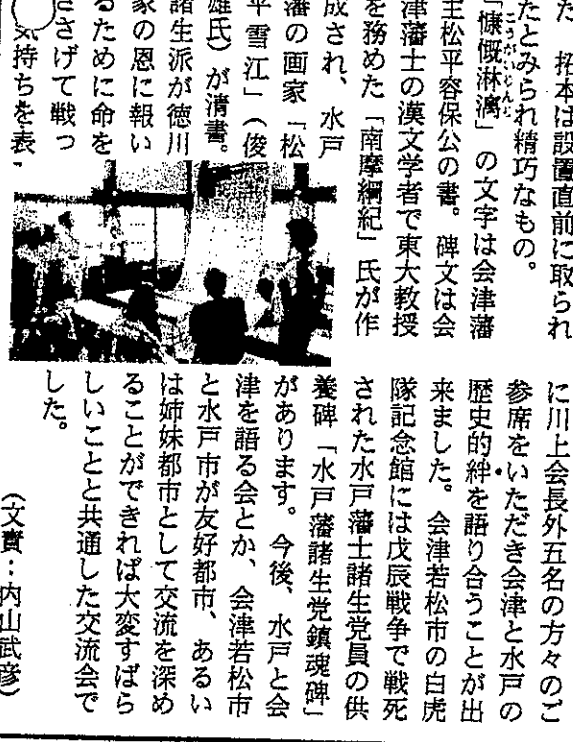 た。拓本は設置直前に取られ
たとみられ精巧なもの。
「慷慨淋漓」の文字は会津藩
こうがいりんり
主松平容保公の書。碑文は会
津藩士の漢文学者で東大教授
を務めた「南摩綱紀」氏が作
成され、水戸
藩の画家「松
平雪江」（俊
雄氏）が清書。
諸生派が徳川
家の恩に報い
るために命を
ささげて戦っ
気持ちを表
に川上会長外五名の方々のご
参席をいただき会津と水戸の
歴史的絆を語り合うことが出
来ました。会津若松市の白虎
隊記念館には戊辰戦争で戦死
された水戸藩士諸生党員の供
養碑「水戸藩諸生党鎮魂碑」
があります。今後、水戸と会
津を語る会とか、会津若松市
と水戸市が友好都市、あるい
は姉妹都市として交流を深め
ることができれば大変すばら
しいことと共通した交流会で
した。
（文責：内山武彦）